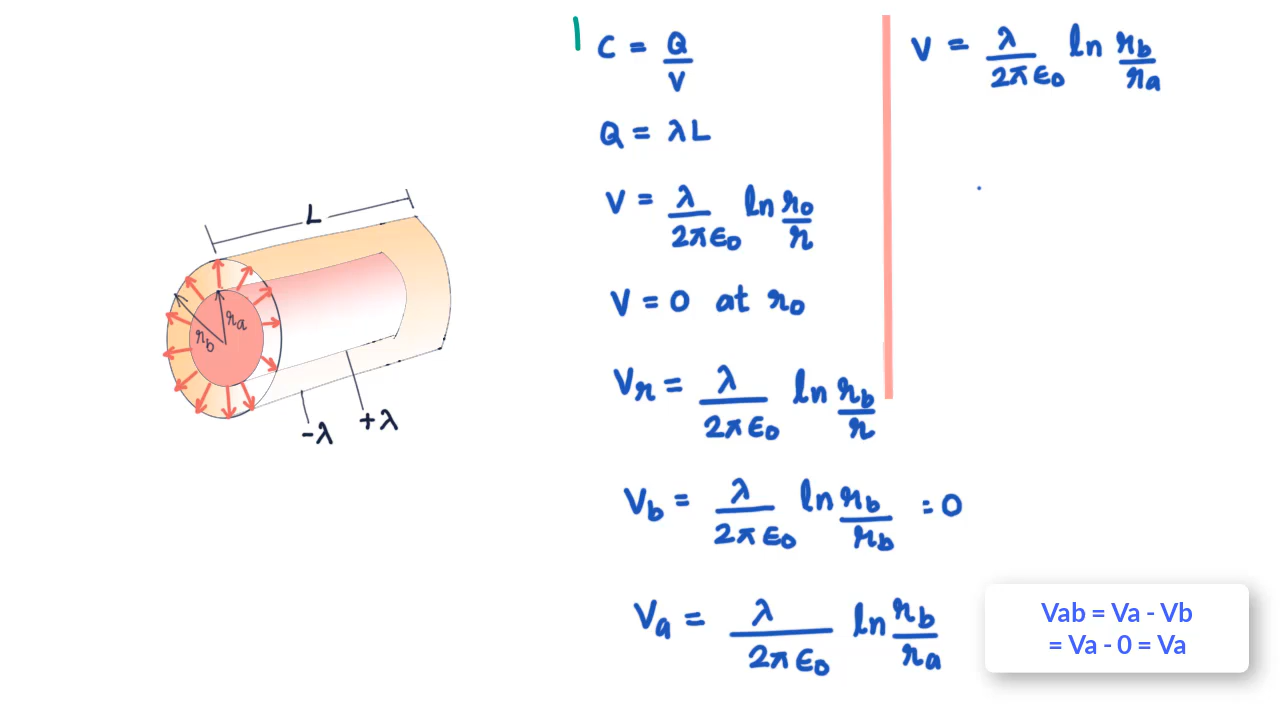 L
ra
rb
-λ
+λ
C = Q/V
Q = λL
V = λ/2πε0 ln r0/r
V = 0 at r0
Vr = λ/2πε0 ln rb/r
Vb = λ/2πε0 ln rb/rb = 0
Va = λ/2πε0 ln rb/ra
V = λ/2πε0 ln rb/ra
Vab = Va - Vb
= Va - 0 = Va